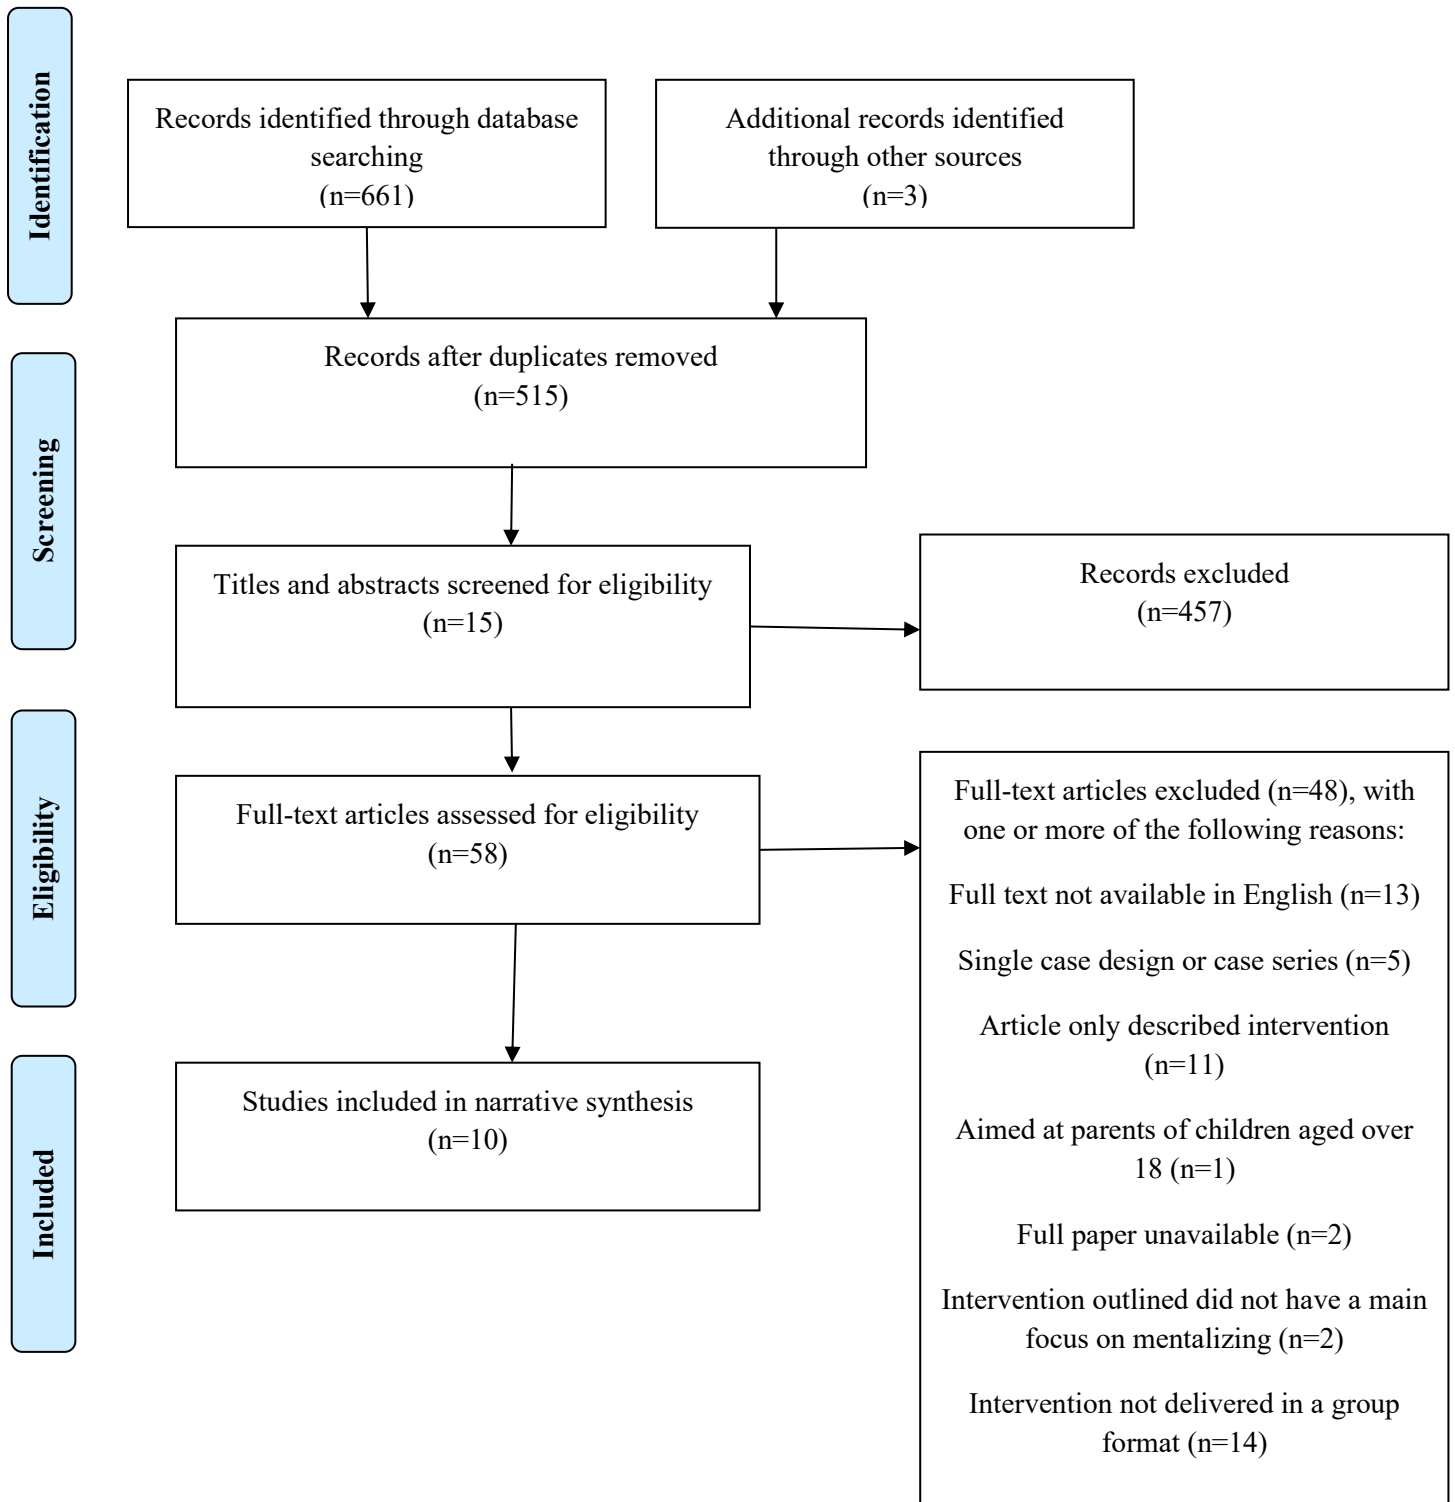 Identification
Records identified through database
searching
(n=661)
Additional records identified
through other sources
(n=3)
Screening
Records after duplicates removed
(n=515)
Titles and abstracts screened for eligibility
(n=15)
Records excluded
(n=457)
Eligibility
Full-text articles assessed for eligibility
(n=58)
Full-text articles excluded (n=48), with
one or more of the following reasons:
Full text not available in English (n=13)
Single case design or case series (n=5)
Article only described intervention
(n=11)
Aimed at parents of children aged over
18 (n=1)
Full paper unavailable (n=2)
Intervention outlined did not have a main
focus on mentalizing (n=2)
Intervention not delivered in a group
format (n=14)
Included
Studies included in narrative synthesis
(n=10)